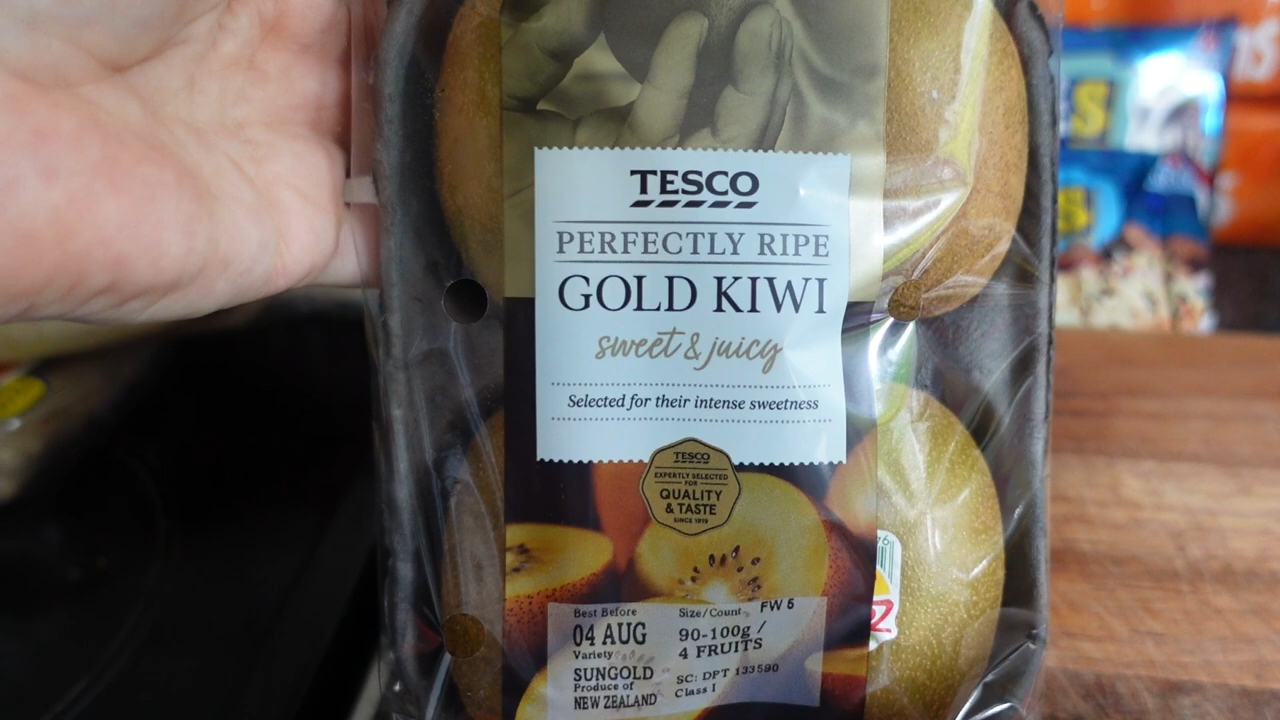 TESCO
PERFECTLY RIPE
GOLD KIWI
sweet & juicy
Selected for their intense sweetness
TESCO
EXPERTLY SELECTED
FOR
QUALITY
& TASTE
SINCE 1919
Best Before
04 AUG
Variety
SUNGOLD
Produce of
NEW ZEALAND
Size/Count FW 6
90-100g /
4 FRUITS
SC: DPT 133590
Class I